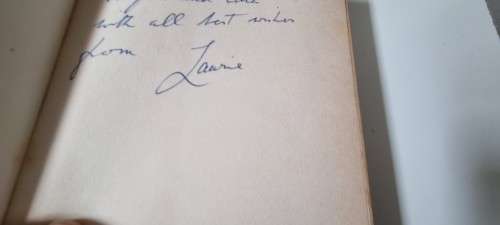 with all best wishes
from Laurie